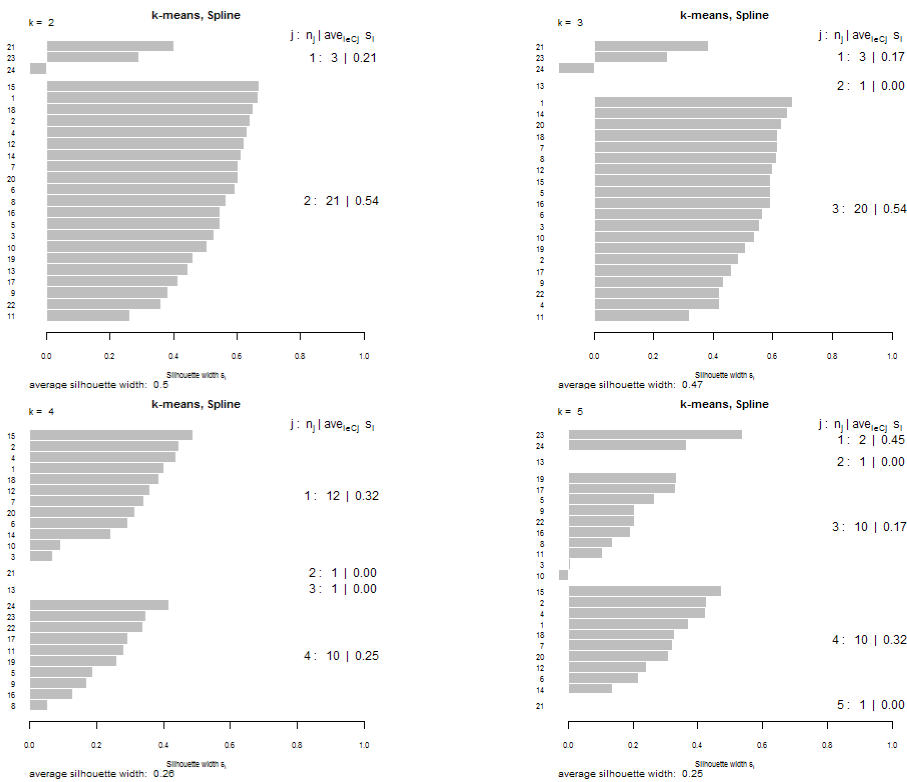 k-means, Spline
k = 2
j : nj | aveieCj si
21
23
1 : 3 | 0.21
24
15
1
18
2
4
12
14
7
20
6
8
2 : 21 | 0.54
16
5
3
10
19
13
17
9
22
11
0.0 0.2 0.4 0.6 0.8 1.0
Silhouette width si
average silhouette width: 0.5
k-means, Spline
k = 3
j : nj | aveieCj si
21
23
1 : 3 | 0.17
24
13
2 : 1 | 0.00
1
14
20
18
7
8
12
15
5
16
3 : 20 | 0.54
6
3
10
19
2
17
9
22
4
11
0.0 0.2 0.4 0.6 0.8 1.0
Silhouette width si
average silhouette width: 0.47
k-means, Spline
k = 4
j : nj | aveieCj si
15
2
4
1
18
12
1 : 12 | 0.32
7
20
6
14
10
3
21
2 : 1 | 0.00
13
3 : 1 | 0.00
24
23
22
17
11
4 : 10 | 0.25
19
5
9
16
8
0.0 0.2 0.4 0.6 0.8 1.0
Silhouette width si
average silhouette width: 0.26
k-means, Spline
k = 5
j : nj | aveieCj si
23
1 : 2 | 0.45
24
13
2 : 1 | 0.00
19
17
5
9
22
3 : 10 | 0.17
16
8
11
3
10
15
2
4
1
18
4 : 10 | 0.32
7
20
12
6
14
21
5 : 1 | 0.00
0.0 0.2 0.4 0.6 0.8 1.0
Silhouette width si
average silhouette width: 0.25